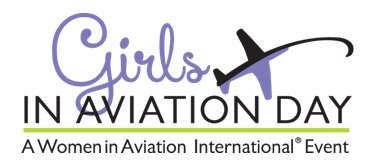 Girls
IN AVIATION DAY
A Women in Aviation International® Event